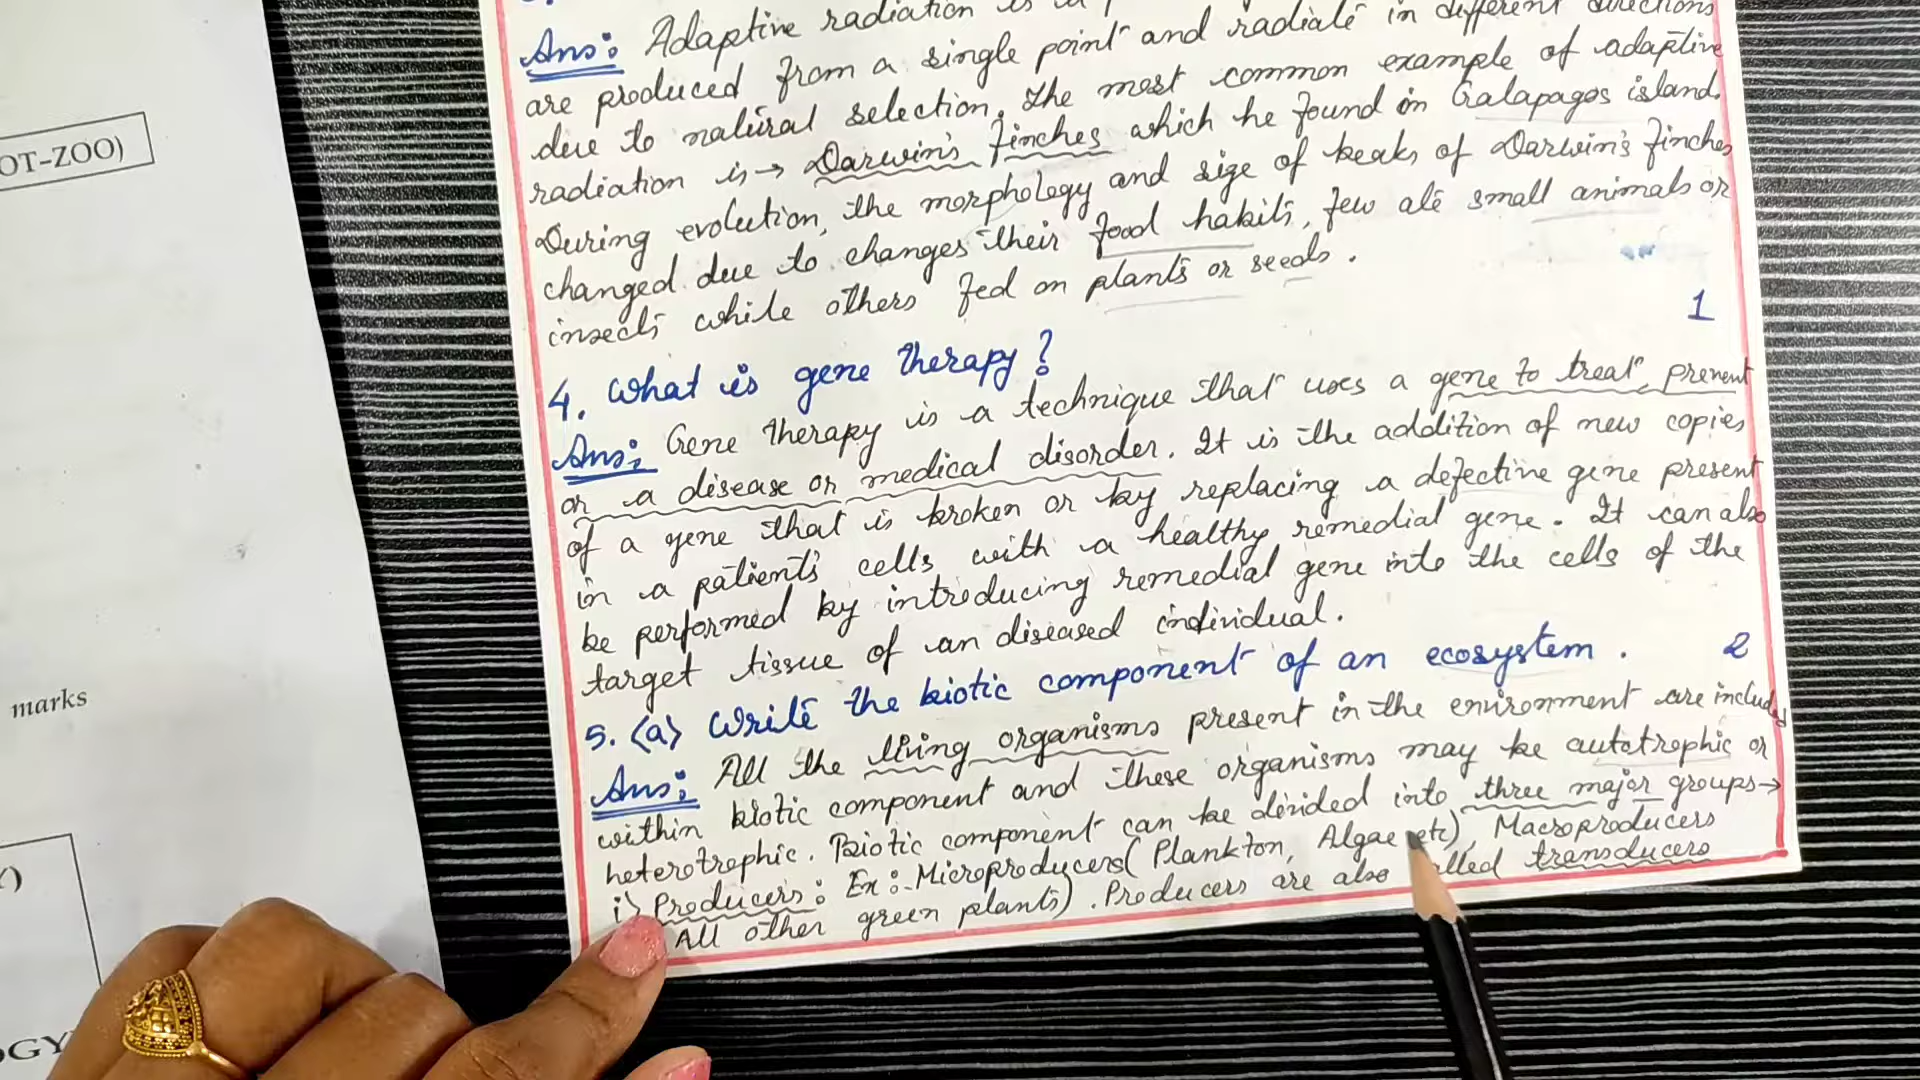 Ans: Adaptive radiation is a
and radiate in different directions
are produced from a single point
due to natural selection. The most common example of adaptive
radiation is → Darwin's finches which he found in Galapagos island.
During evolution, the morphology and size of beaks of Darwin's finches
changed due to changes their food habits, few ate small animals or
insects while others fed on plants or seeds.
1
4. What is gene therapy?
Ans: Gene therapy is a technique that uses a gene to treat, prevent
or a disease or medical disorder. It is the addition of new copies
of a gene that is broken or by replacing a defective gene present
in a patient's cells with a healthy remedial gene. It can also
be performed by introducing remedial gene into the cells of the
target tissue of an diseased individual.
5. (a) Write the biotic component of an ecosystem. 2
Ans: All the living organisms present in the environment are included
within biotic component and these organisms may be autotrophic or
heterotrophic. Biotic component can be divided into three major groups→
i) Producers: Ex:- Microproducers (Plankton, Algae etc), Macroproducers
All other green plants). Producers are also called transducers
OT-ZOO)
marks
OGY